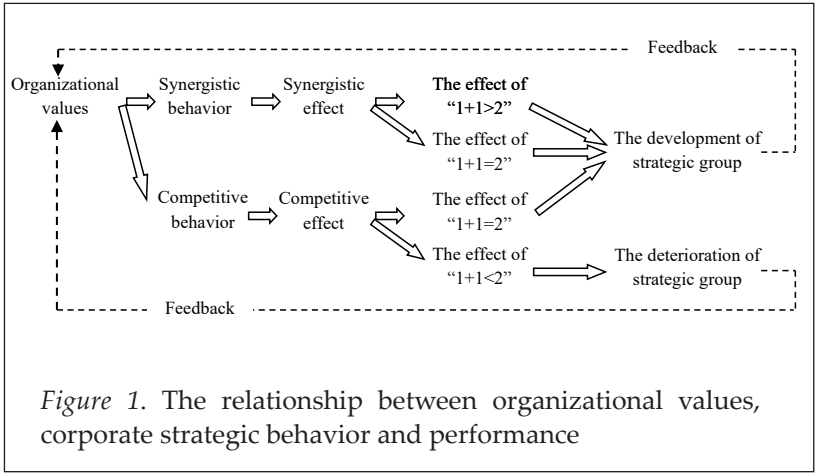 Feedback
Organizational
values
Synergistic
behavior
Synergistic
effect
The effect of
“1+1>2”
The effect of
“1+1=2”
The development of
strategic group
Competitive
behavior
Competitive
effect
The effect of
“1+1=2”
The effect of
“1+1<2”
The deterioration of
strategic group
Feedback
Figure 1. The relationship between organizational values,
corporate strategic behavior and performance